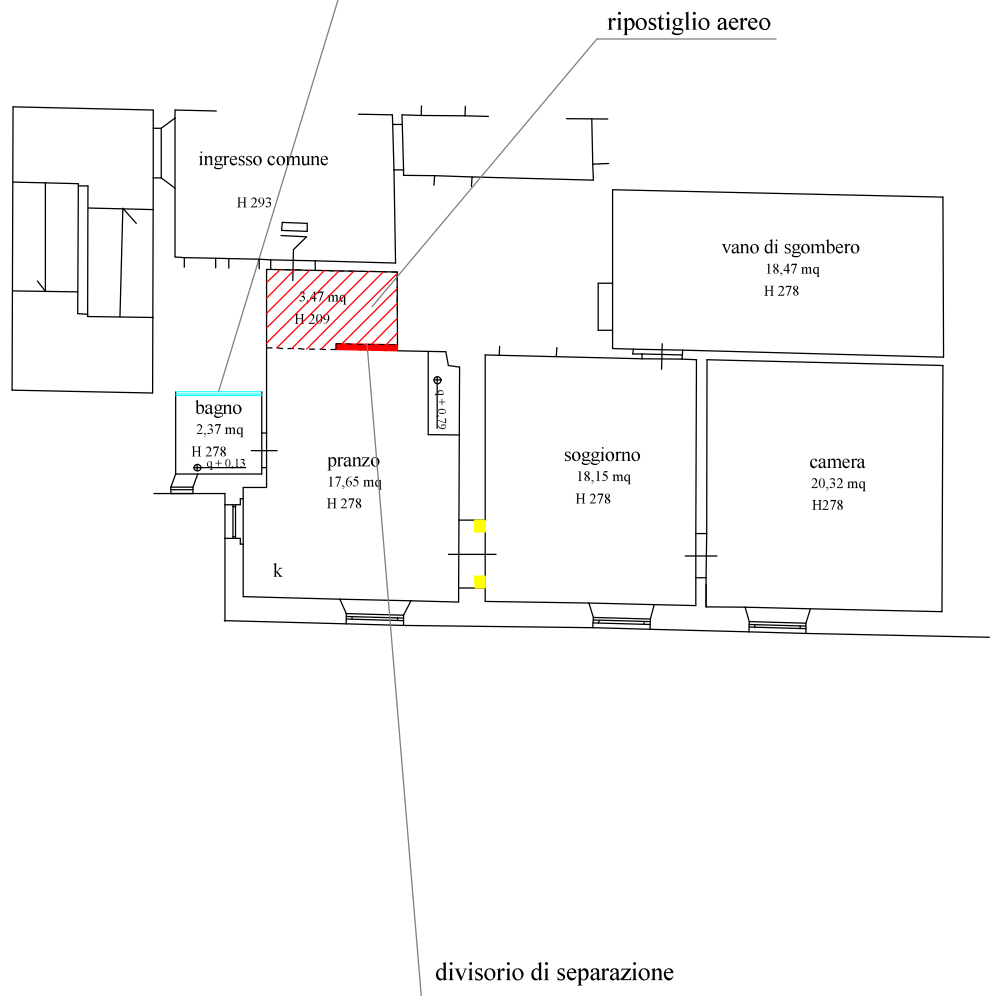 ripostiglio aereo
ingresso comune
H 293
vano di sgombero
18,47 mq
H 278
3,47 mq
H 209
bagno
2,37 mq
H 278
q + 0,13
q + 0,79
pranzo
17,65 mq
H 278
k
soggiorno
18,15 mq
H 278
camera
20,32 mq
H278
divisorio di separazione